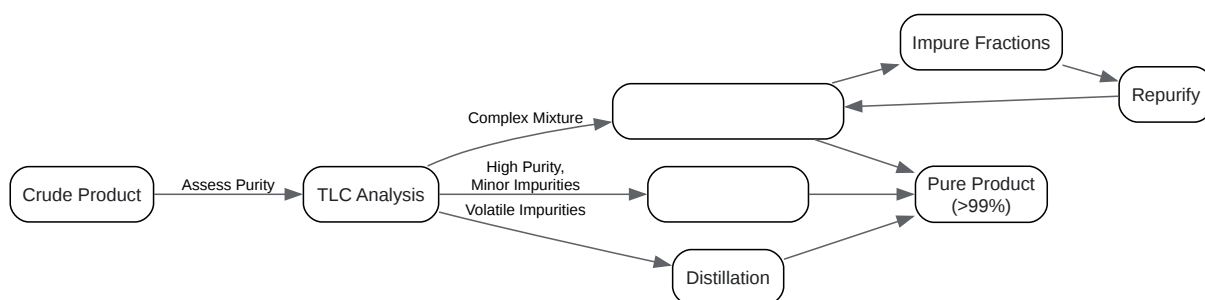 Impure Fractions
Repurify
Complex Mixture
Crude Product
Assess Purity
TLC Analysis
High Purity,
Minor Impurities
Volatile Impurities
Pure Product
(>99%)
Distillation